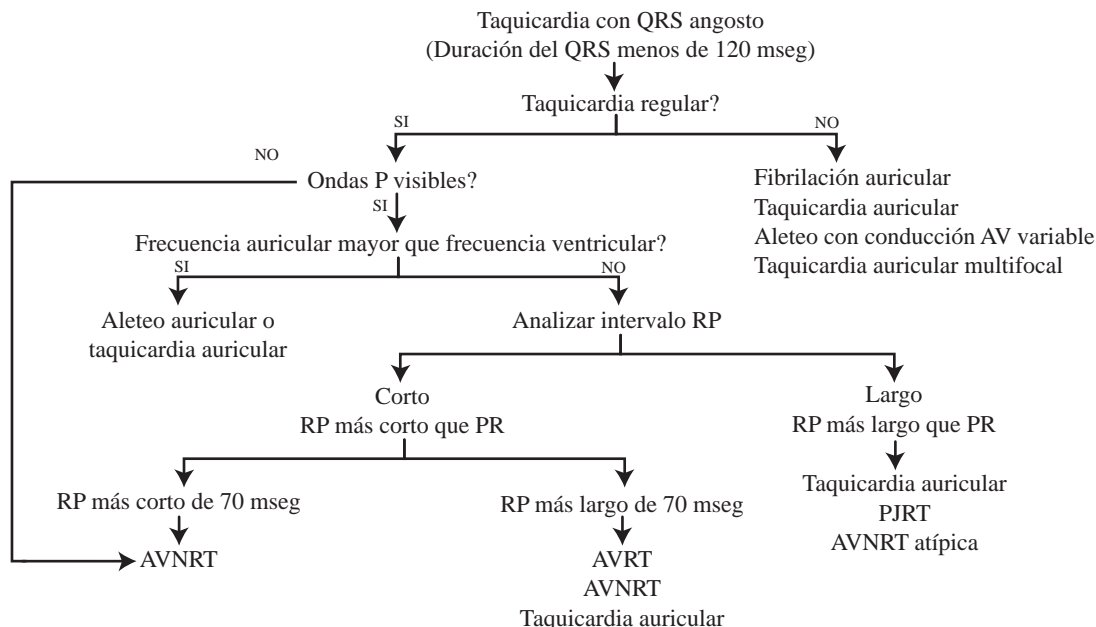 Taquicardia con QRS angosto
(Duración del QRS menos de 120 mseg)
Taquicardia regular?
SI
NO
NO
Ondas P visibles?
SI
Fibrilación auricular
Taquicardia auricular
Aleteo con conducción AV variable
Taquicardia auricular multifocal
Frecuencia auricular mayor que frecuencia ventricular?
SI
NO
Aleteo auricular o
taquicardia auricular
Analizar intervalo RP
Corto
RP más corto que PR
Largo
RP más largo que PR
RP más corto de 70 mseg
RP más largo de 70 mseg
Taquicardia auricular
PJRT
AVNRT atípica
AVNRT
AVRT
AVNRT
Taquicardia auricular